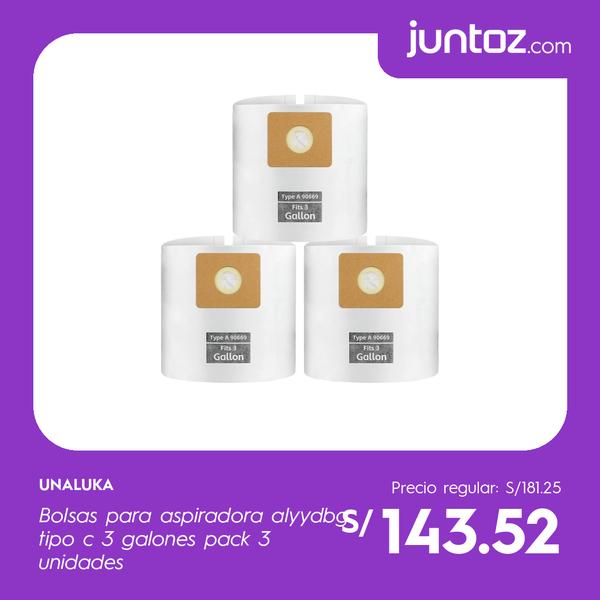 juntoz.com
Type A 90669
Fits 3
Gallon
Type A 90669
Fits 3
Gallon
Type A 90669
Fits 3
Gallon
UNALUKA
Bolsas para aspiradora alyydbg
tipo c 3 galones pack 3
unidades
Precio regular: S/181.25
S/143.52